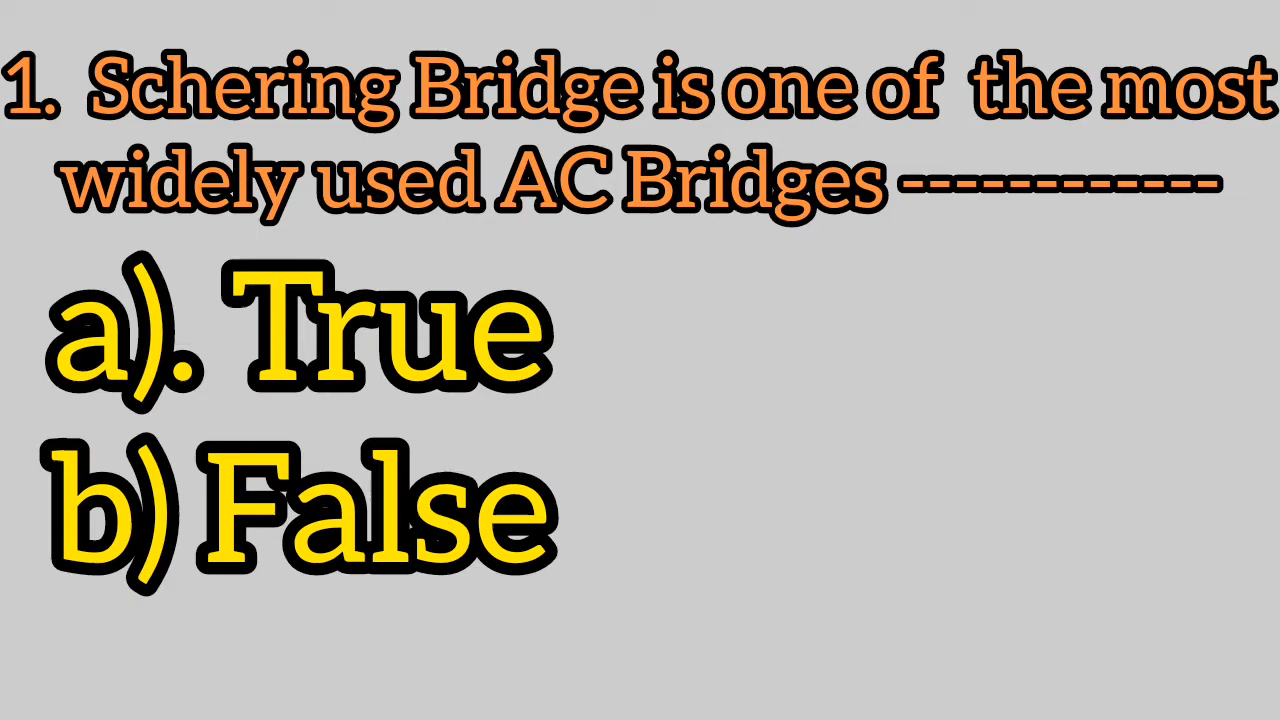 1. Schering Bridge is one of the most
widely used AC Bridges ------------
a). True
b) False